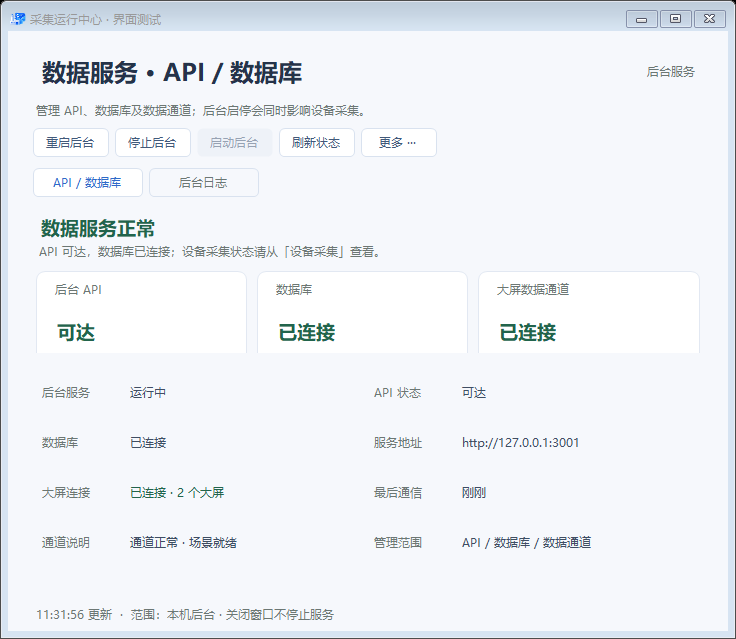 采集运行中心 · 界面测试
数据服务 · API / 数据库
后台服务
管理 API、数据库及数据通道；后台启停会同时影响设备采集。
重启后台 停止后台 启动后台 刷新状态 更多 ···
API / 数据库 后台日志
数据服务正常
API 可达，数据库已连接；设备采集状态请从「设备采集」查看。
后台 API 数据库 大屏数据通道
可达 已连接 已连接
后台服务 运行中 API 状态 可达
数据库 已连接 服务地址 http://127.0.0.1:3001
大屏连接 已连接 · 2 个大屏 最后通信 刚刚
通道说明 通道正常 · 场景就绪 管理范围 API / 数据库 / 数据通道
11:31:56 更新 · 范围：本机后台 · 关闭窗口不停止服务